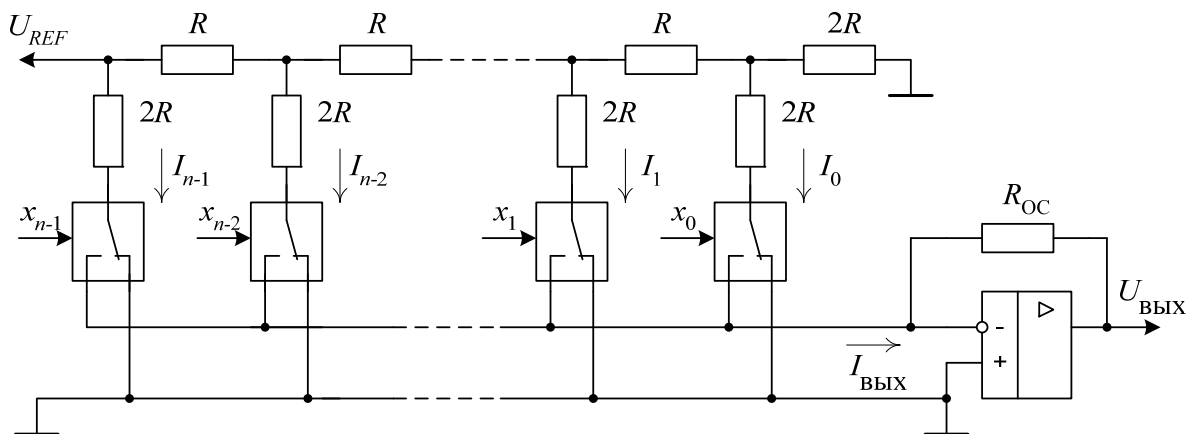 U_REF R R R 2R
2R 2R 2R 2R
I_n-1 I_n-2 I_1 I_0
x_n-1 x_n-2 x_1 x_0 R_ОС
U_ВЫХ
-
+
I_ВЫХ